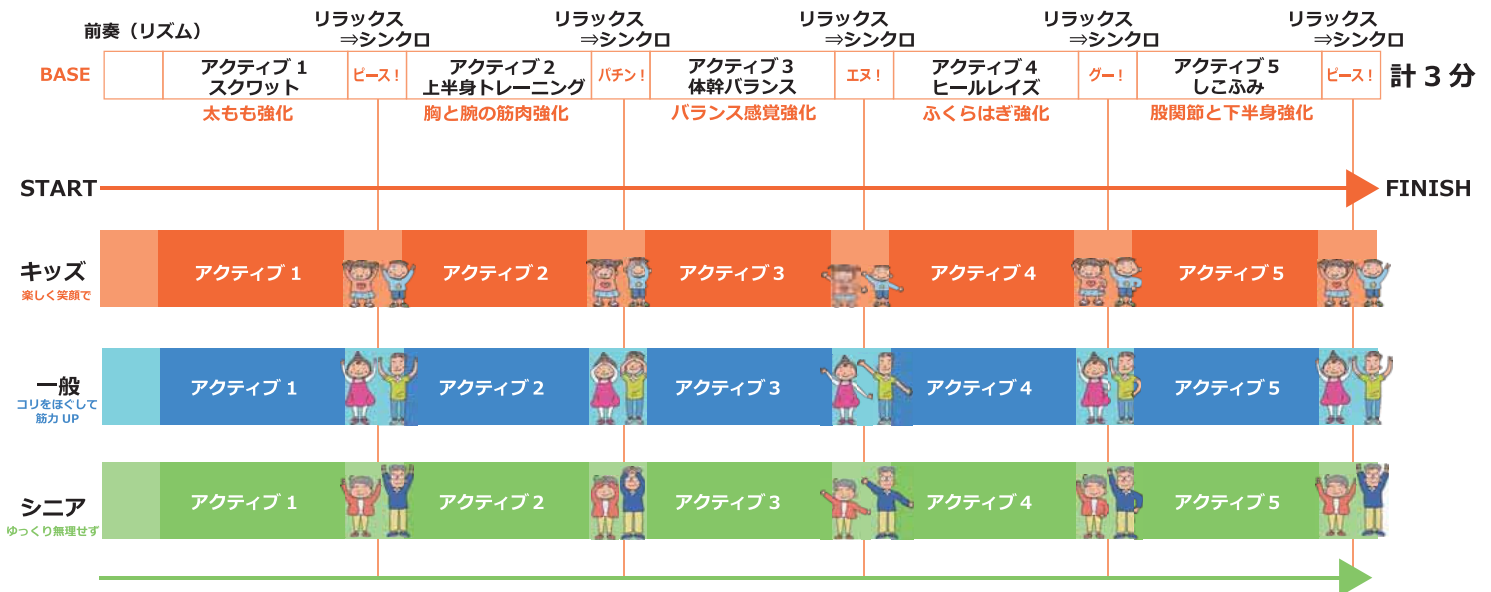 前奏（リズム）
リラックス
⇒シンクロ
リラックス
⇒シンクロ
リラックス
⇒シンクロ
リラックス
⇒シンクロ
リラックス
⇒シンクロ
BASE
アクティブ１
スクワット
ピース！
アクティブ２
上半身トレーニング
パチン！
アクティブ３
体幹バランス
エヌ！
アクティブ４
ヒールレイズ
グー！
アクティブ５
しこふみ
ピース！
計３分
太もも強化
胸と腕の筋肉強化
バランス感覚強化
ふくらはぎ強化
股関節と下半身強化
START
FINISH
キッズ
楽しく笑顔で
アクティブ１
アクティブ２
アクティブ３
アクティブ４
アクティブ５
一般
コリをほぐして
筋力 UP
アクティブ１
アクティブ２
アクティブ３
アクティブ４
アクティブ５
シニア
ゆっくり無理せず
アクティブ１
アクティブ２
アクティブ３
アクティブ４
アクティブ５